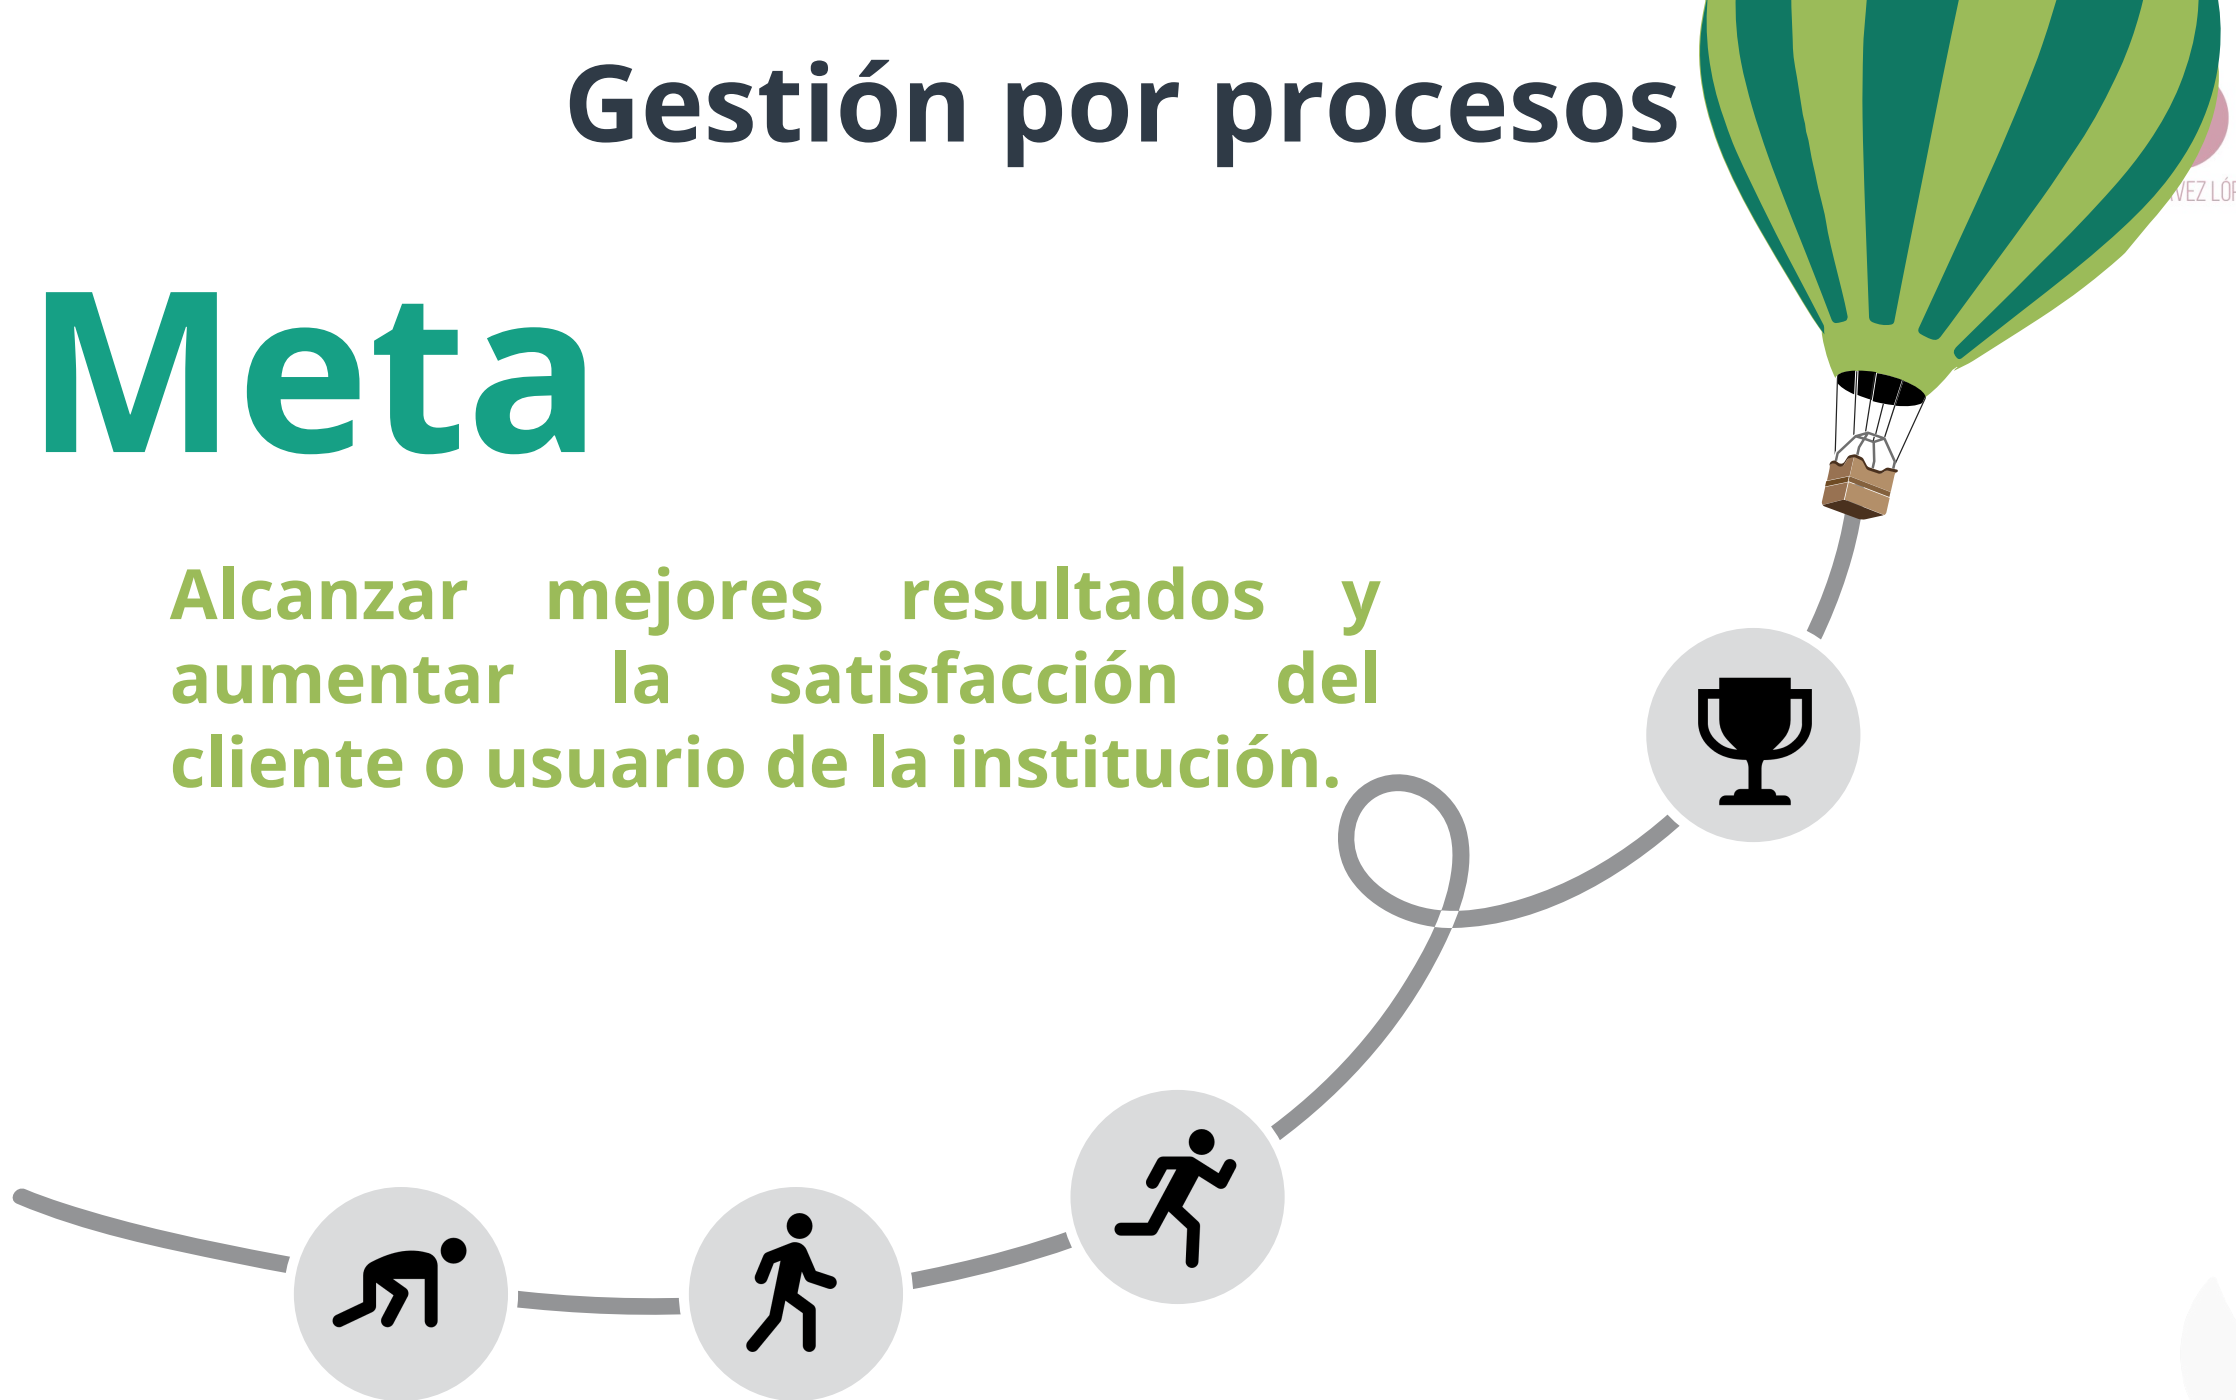 Gestión por procesos
Meta
Alcanzar mejores resultados y
aumentar la satisfacción del
cliente o usuario de la institución.